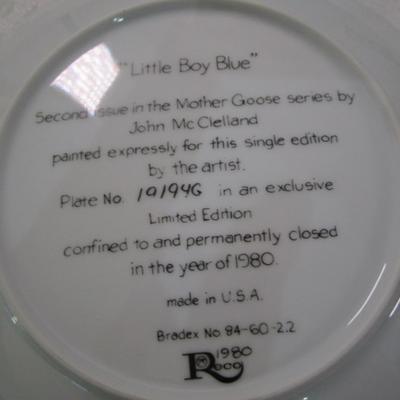 "Little Boy Blue"
Second issue in the Mother Goose series by
John McClelland
painted expressly for this single edition
by the artist.
Plate No. 19194G in an exclusive
Limited Edition
confined to and permanently closed
in the year of 1980.
made in U.S.A.
Bradex No. 84-60-2.2
1980
Reco